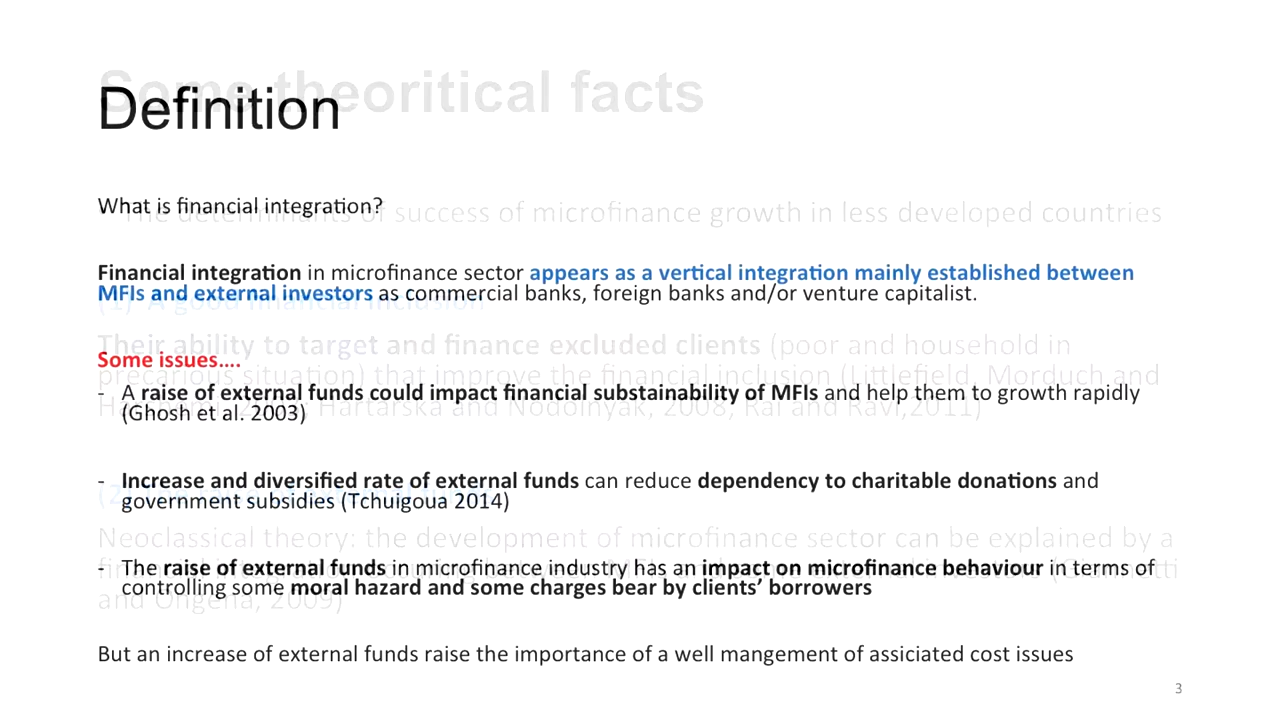 Some theoritical facts
Definition
What is financial integration?
The determinants of success of microfinance growth in less developed countries
Financial integration in microfinance sector appears as a vertical integration mainly established between
MFIs and external investors as commercial banks, foreign banks and/or venture capitalist.
(1) A good financial inclusion
Their ability to target and finance excluded clients (poor and household in
Some issues....
precarious situation) that improve the financial inclusion (Littlefield, Morduch and
- A raise of external funds could impact financial substainability of MFIs and help them to growth rapidly
Hartarska and Nodolnyak, 2008; Rai and Ravi,2011)
(Ghosh et al. 2003)
- Increase and diversified rate of external funds can reduce dependency to charitable donations and
(2)
government subsidies (Tchuigoua 2014)
Neoclassical theory: the development of microfinance sector can be explained by a
- The raise of external funds in microfinance industry has an impact on microfinance behaviour in terms of
controlling some moral hazard and some charges bear by clients’ borrowers
and Ongena, 2009)
But an increase of external funds raise the importance of a well mangement of assiciated cost issues
3